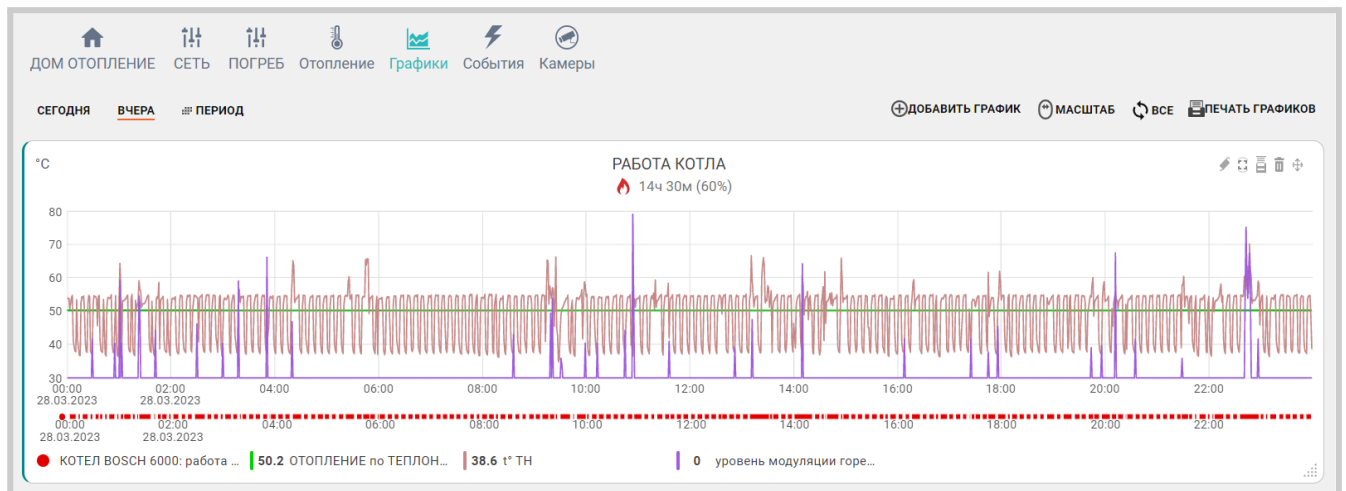 ДОМ ОТОПЛЕНИЕ СЕТЬ ПОГРЕБ Отопление Графики События Камеры
СЕГОДНЯ ВЧЕРА ПЕРИОД ДОБАВИТЬ ГРАФИК МАСШТАБ ВСЕ ПЕЧАТЬ ГРАФИКОВ
°C РАБОТА КОТЛА
14ч 30м (60%)
80
70
60
50
40
30
00:00 02:00 04:00 06:00 08:00 10:00 12:00 14:00 16:00 18:00 20:00 22:00
28.03.2023 28.03.2023
00:00 02:00 04:00 06:00 08:00 10:00 12:00 14:00 16:00 18:00 20:00 22:00
28.03.2023 28.03.2023
КОТЕЛ BOSCH 6000: работа ... 50.2 ОТОПЛЕНИЕ по ТЕПЛОН... 38.6 t° ТН 0 уровень модуляции горе...